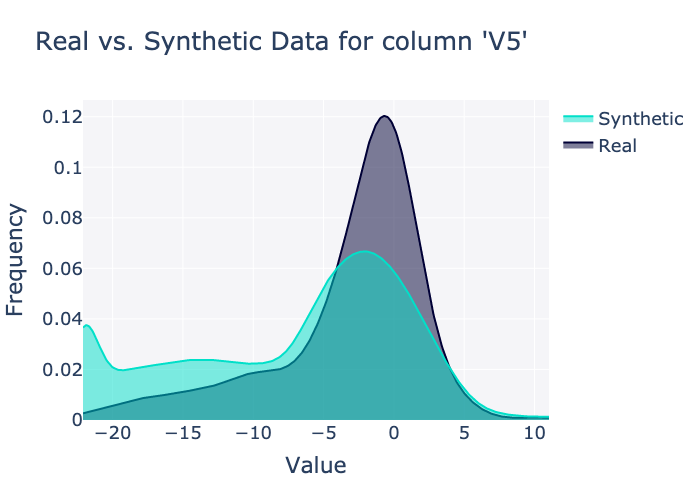 Real vs. Synthetic Data for column 'V5'
Synthetic
Real
Frequency
0.12
0.1
0.08
0.06
0.04
0.02
0
−20
−15
−10
−5
0
5
10
Value